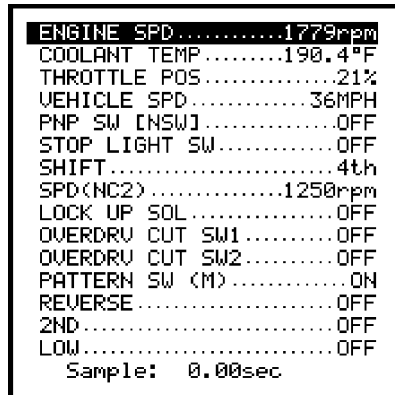 ENGINE SPD............1779rpm
COOLANT TEMP.........190.4°F
THROTTLE POS...............21%
VEHICLE SPD.............36MPH
PNP SW [NSW]...............OFF
STOP LIGHT SW.............OFF
SHIFT..........................4th
SPD(NC2)...............1250rpm
LOCK UP SOL................OFF
OVERDRV CUT SW1..........OFF
OVERDRV CUT SW2..........OFF
PATTERN SW (M).............ON
REVERSE......................OFF
2ND............................OFF
LOW............................OFF
Sample: 0.00sec